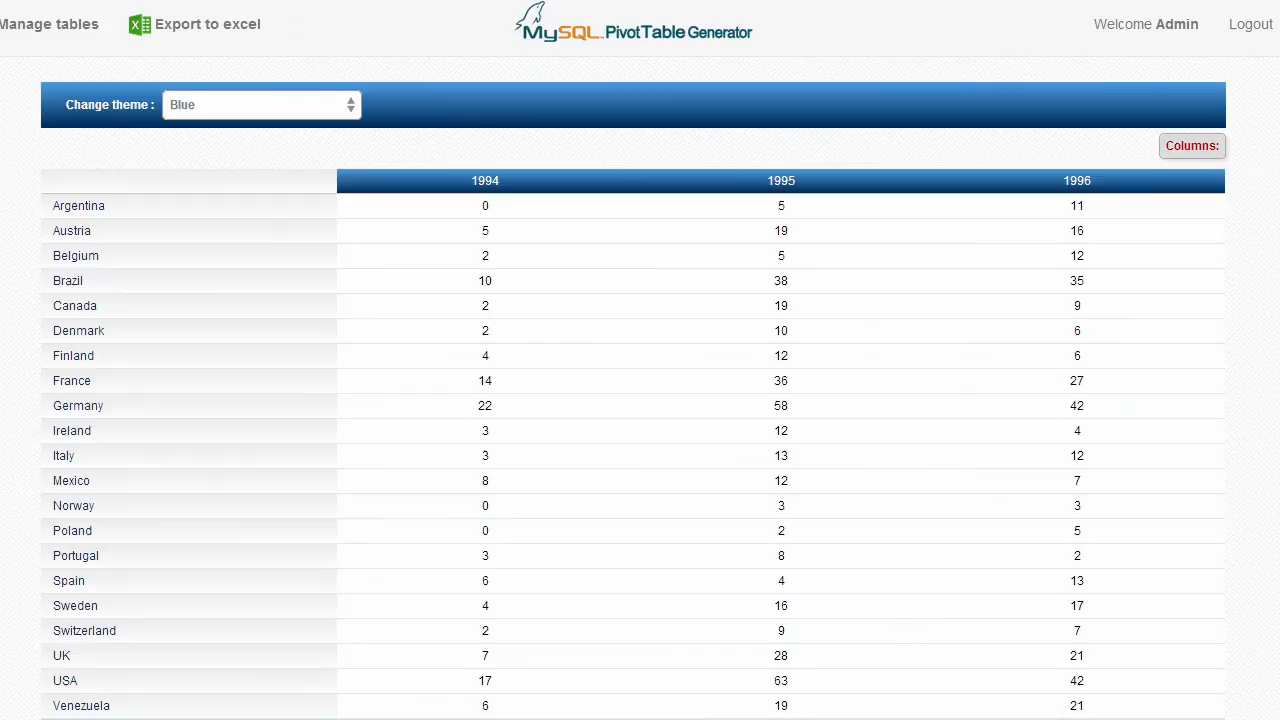 Manage tables Export to excel MySQL PivotTable Generator Welcome Admin Logout
Change theme : Blue
Columns:
1994 1995 1996
Argentina 0 5 11
Austria 5 19 16
Belgium 2 5 12
Brazil 10 38 35
Canada 2 19 9
Denmark 2 10 6
Finland 4 12 6
France 14 36 27
Germany 22 58 42
Ireland 3 12 4
Italy 3 13 12
Mexico 8 12 7
Norway 0 3 3
Poland 0 2 5
Portugal 3 8 2
Spain 6 4 13
Sweden 4 16 17
Switzerland 2 9 7
UK 7 28 21
USA 17 63 42
Venezuela 6 19 21